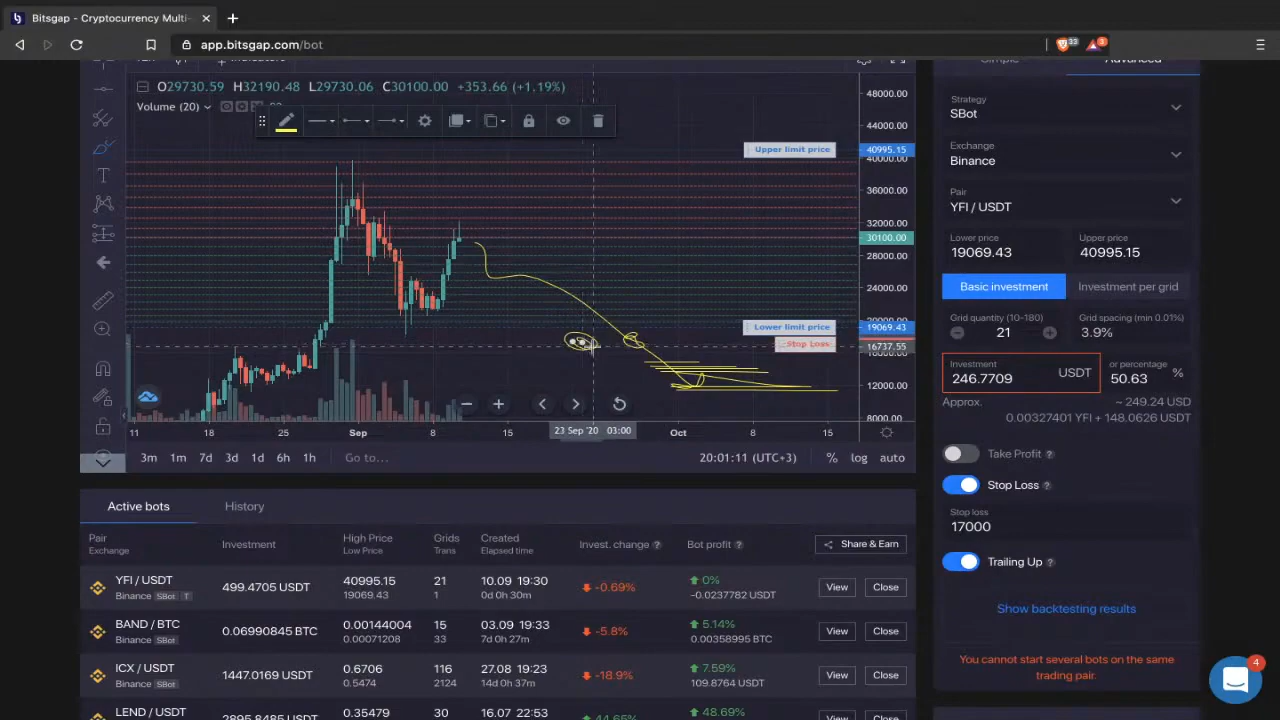 Bitsgap - Cryptocurrency Multi-
app.bitsgap.com/bot
33
3
Advanced
O29730.59 H32190.48 L29730.06 C30100.00 +353.66 (+1.19%)
Volume (20)
48000.00
44000.00
Upper limit price
40995.15
40000.00
36000.00
32000.00
30100.00
28000.00
24000.00
20000.00
Lower limit price
19069.43
Stop Loss
16737.55
16000.00
12000.00
8000.00
11
18
25
Sep
8
15
23 Sep '20 03:00
Oct
8
15
3m 1m 7d 3d 1d 6h 1h Go to...
20:01:11 (UTC+3) % log auto
Strategy
SBot
Exchange
Binance
Pair
YFI / USDT
Lower price Upper price
19069.43 40995.15
Basic investment Investment per grid
Grid quantity (10-180) Grid spacing (min 0.01%)
21 3.9%
Investment or percentage
246.7709 USDT 50.63 %
Approx. ~ 249.24 USD
0.00327401 YFI + 148.0626 USDT
Take Profit
Stop Loss
Stop loss
17000
Trailing Up
Show backtesting results
You cannot start several bots on the same
trading pair.
4
Active bots History
Pair Investment High Price Grids Created Invest. change Bot profit Share & Earn
Exchange Low Price Trans Elapsed time
YFI / USDT 499.4705 USDT 40995.15 21 10.09 19:30 -0.69% 0% View Close
Binance SBot T 19069.43 1 0d 0h 30m -0.0237782 USDT
BAND / BTC 0.06990845 BTC 0.00144004 15 03.09 19:33 -5.8% 5.14% View Close
Binance SBot 0.00071208 33 7d 0h 27m 0.00358995 BTC
ICX / USDT 1447.0169 USDT 0.6706 116 27.08 19:23 -18.9% 7.59% View Close
Binance SBot 0.5474 2124 14d 0h 37m 109.8764 USDT
LEND / USDT 2895.8485 USDT 0.35479 30 16.07 22:53 44.65% 48.69% View Close